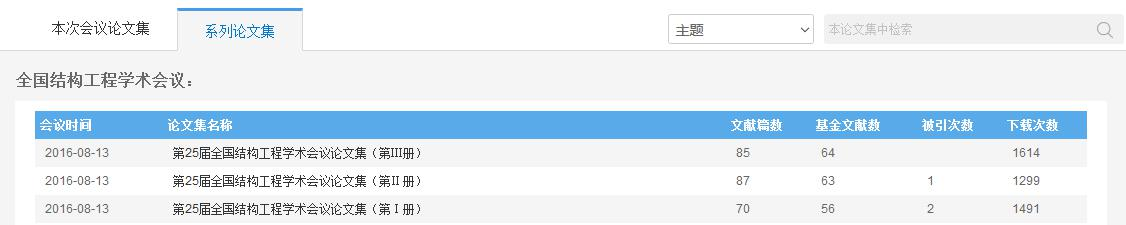 本次会议论文集 系列论文集 主题 本论文集中检索
全国结构工程学术会议：
会议时间 论文集名称 文献篇数 基金文献数 被引次数 下载次数
2016-08-13 第25届全国结构工程学术会议论文集（第III册） 85 64 1614
2016-08-13 第25届全国结构工程学术会议论文集（第II册） 87 63 1 1299
2016-08-13 第25届全国结构工程学术会议论文集（第Ⅰ册） 70 56 2 1491